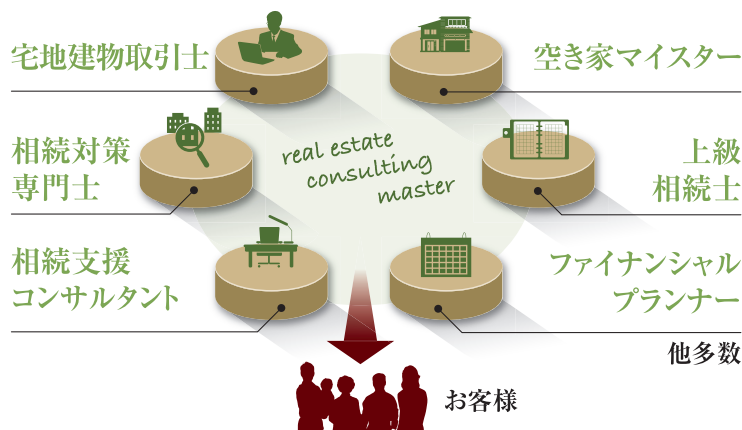 宅地建物取引士
空き家マイスター
相続対策
専門士
real estate
consulting
master
上級
相続士
相続支援
コンサルタント
ファイナンシャル
プランナー
他多数
お客様